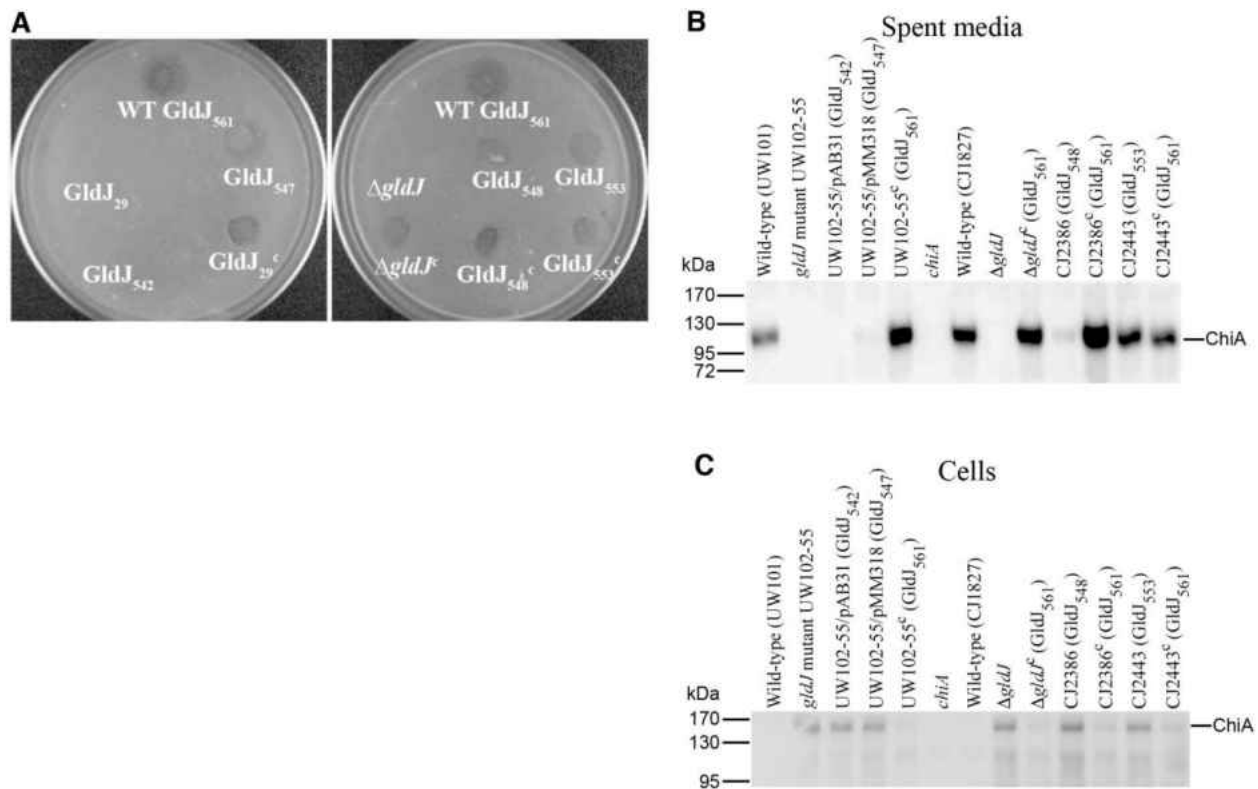 A
WT GldJ561
GldJ29
GldJ547
GldJ542
GldJ29c
WT GldJ561
ΔgldJ
GldJ548
GldJ553
ΔgldJc
GldJ548c
GldJ553c
B
Spent media
Wild-type (UW101)
gldJ mutant UW102-55
UW102-55/pAB31 (GldJ542)
UW102-55/pMM318 (GldJ547)
UW102-55c (GldJ561)
chiA
Wild-type (CJ1827)
ΔgldJ
ΔgldJc (GldJ561)
CJ2386 (GldJ548)
CJ2386c (GldJ561)
CJ2443 (GldJ553)
CJ2443c (GldJ561)
kDa
170
130
95
72
ChiA
C
Cells
Wild-type (UW101)
gldJ mutant UW102-55
UW102-55/pAB31 (GldJ542)
UW102-55/pMM318 (GldJ547)
UW102-55c (GldJ561)
chiA
Wild-type (CJ1827)
ΔgldJ
ΔgldJc (GldJ561)
CJ2386 (GldJ548)
CJ2386c (GldJ561)
CJ2443 (GldJ553)
CJ2443c (GldJ561)
kDa
170
130
95
ChiA